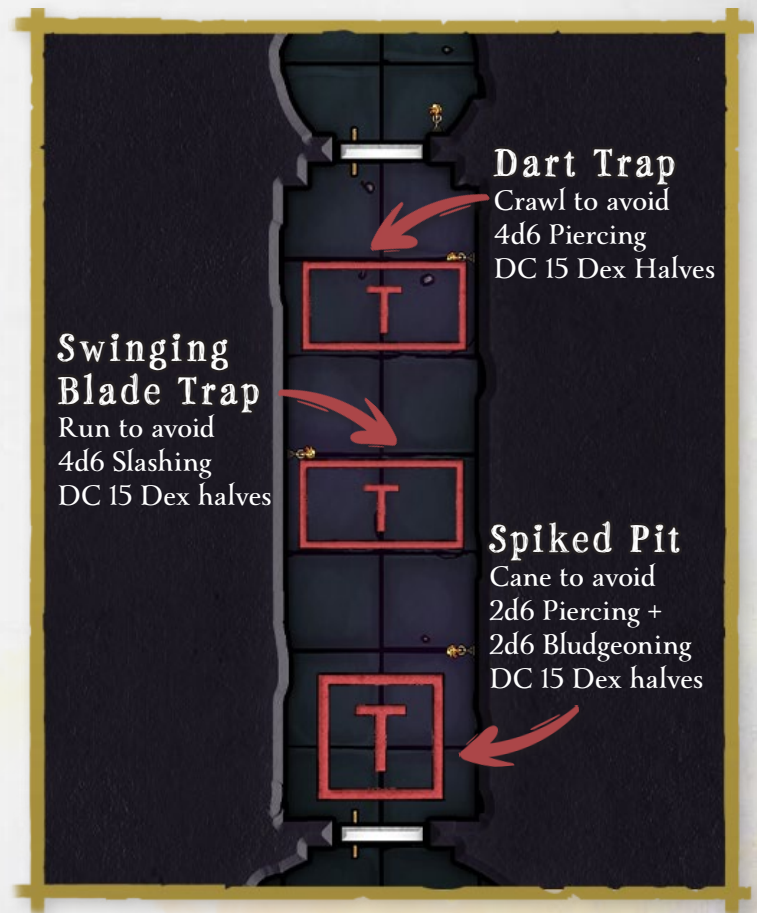 Dart Trap
Crawl to avoid
4d6 Piercing
DC 15 Dex Halves
T
Swinging
Blade Trap
Run to avoid
4d6 Slashing
DC 15 Dex halves
T
Spiked Pit
Cane to avoid
2d6 Piercing +
2d6 Bludgeoning
DC 15 Dex halves
T